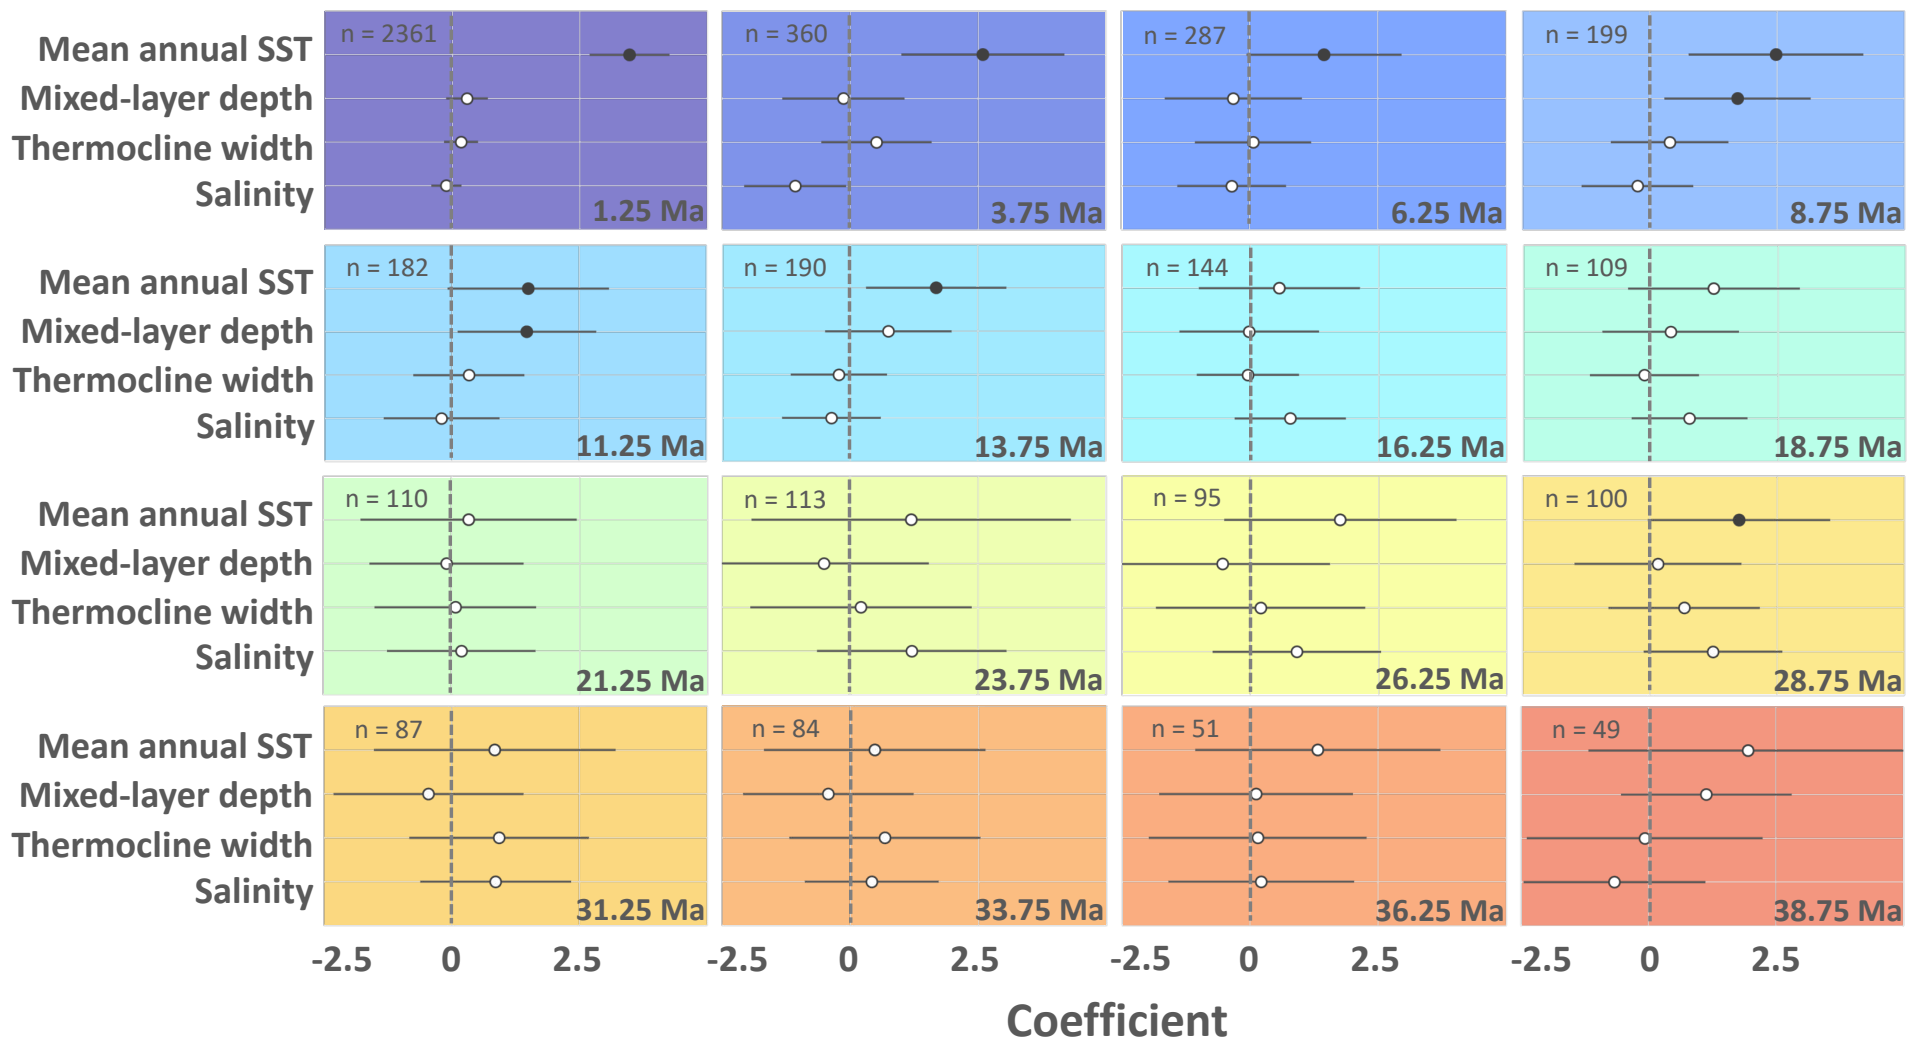 n = 2361
n = 360
n = 287
n = 199
Mean annual SST
Mixed-layer depth
Thermocline width
Salinity
1.25 Ma
3.75 Ma
6.25 Ma
8.75 Ma
n = 182
n = 190
n = 144
n = 109
Mean annual SST
Mixed-layer depth
Thermocline width
Salinity
11.25 Ma
13.75 Ma
16.25 Ma
18.75 Ma
n = 110
n = 113
n = 95
n = 100
Mean annual SST
Mixed-layer depth
Thermocline width
Salinity
21.25 Ma
23.75 Ma
26.25 Ma
28.75 Ma
n = 87
n = 84
n = 51
n = 49
Mean annual SST
Mixed-layer depth
Thermocline width
Salinity
31.25 Ma
33.75 Ma
36.25 Ma
38.75 Ma
-2.5 0 2.5 -2.5 0 2.5 -2.5 0 2.5 -2.5 0 2.5
Coefficient